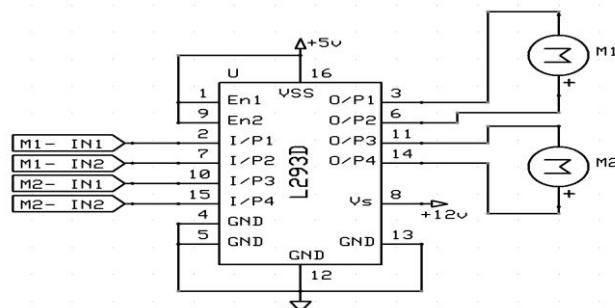 +5v
U
16
VSS
1 En1
9 En2
2 I/P1
7 I/P2
10 I/P3
15 I/P4
4 GND
5 GND
L293D
O/P1 3
O/P2 6
O/P3 11
O/P4 14
Vs 8
+12v
GND 13
GND
12
M1- IN1
M1- IN2
M2- IN1
M2- IN2
M
M1
+
M
M2
+